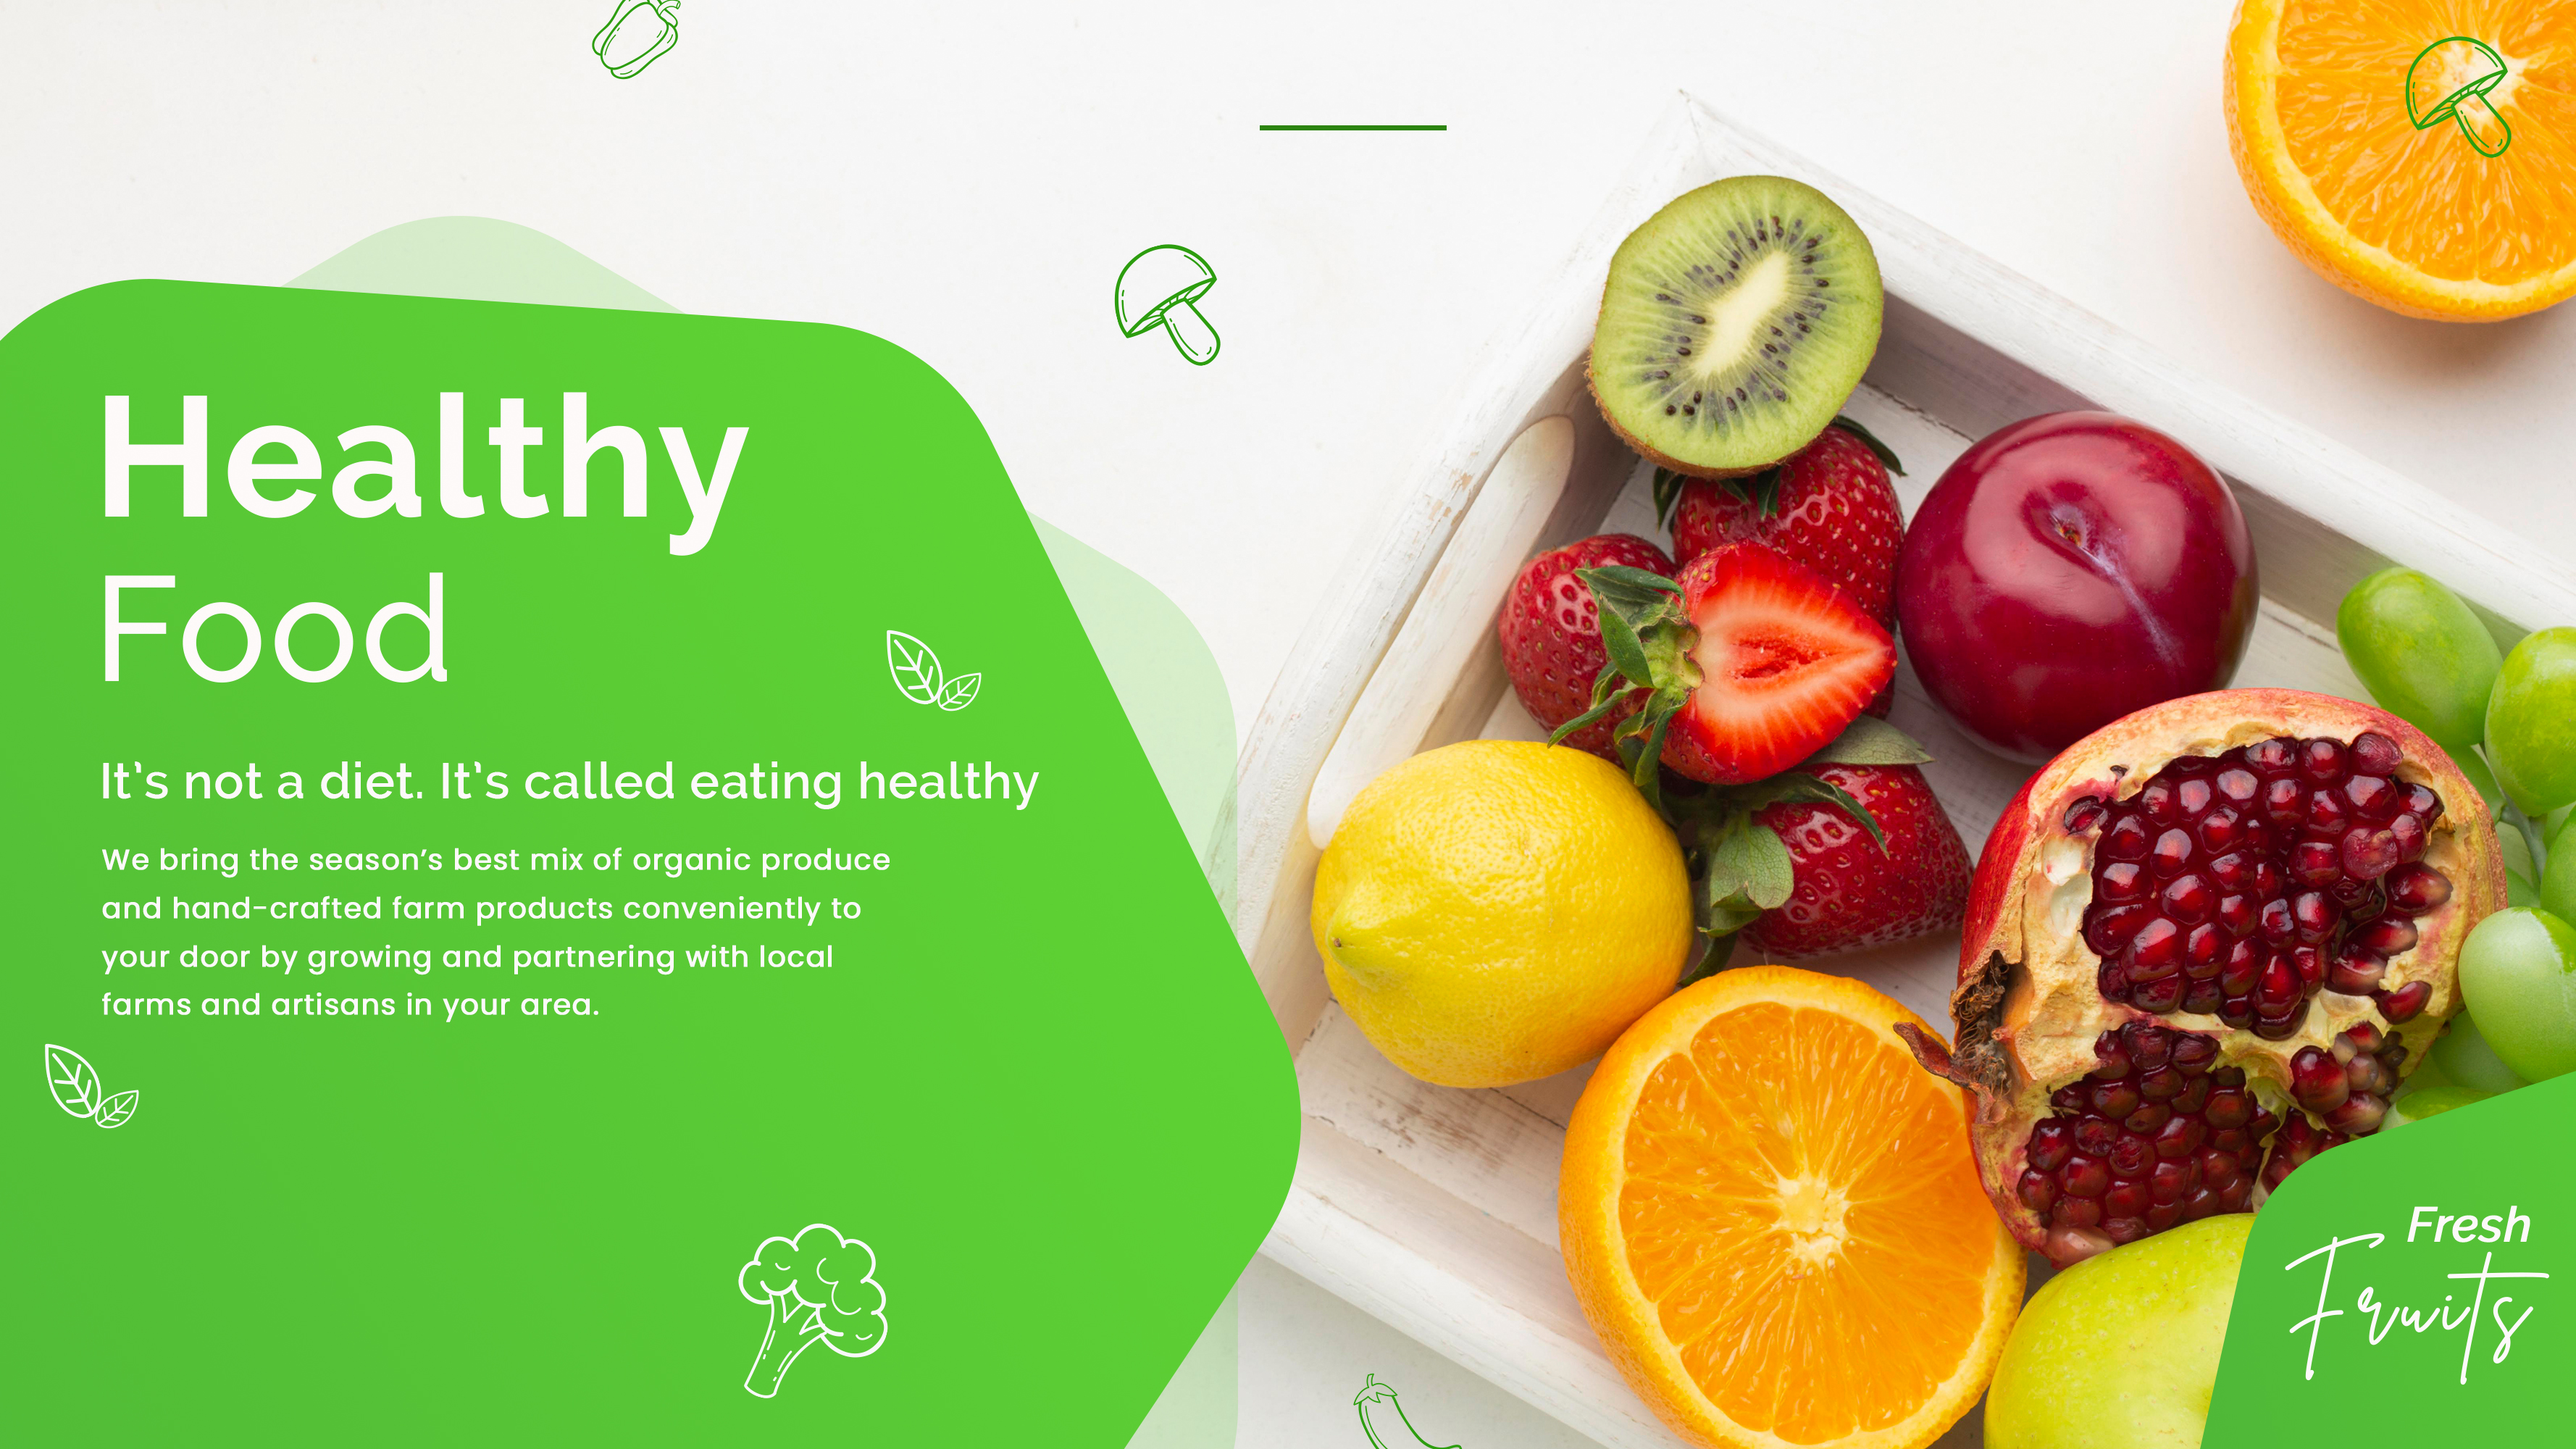 Healthy
Food
It’s not a diet. It’s called eating healthy
We bring the season’s best mix of organic produce
and hand-crafted farm products conveniently to
your door by growing and partnering with local
farms and artisans in your area.
Fresh
Fruits